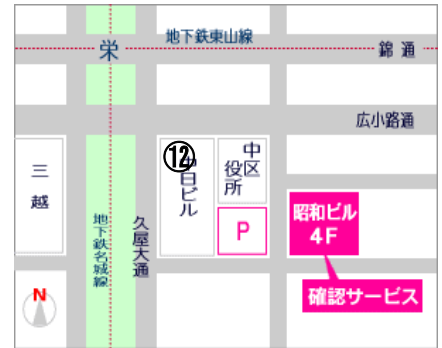 地下鉄東山線
栄
錦通
広小路通
三越
⑫
中日ビル
中区役所
P
昭和ビル
4F
確認サービス
地下鉄名城線
久屋大通
N